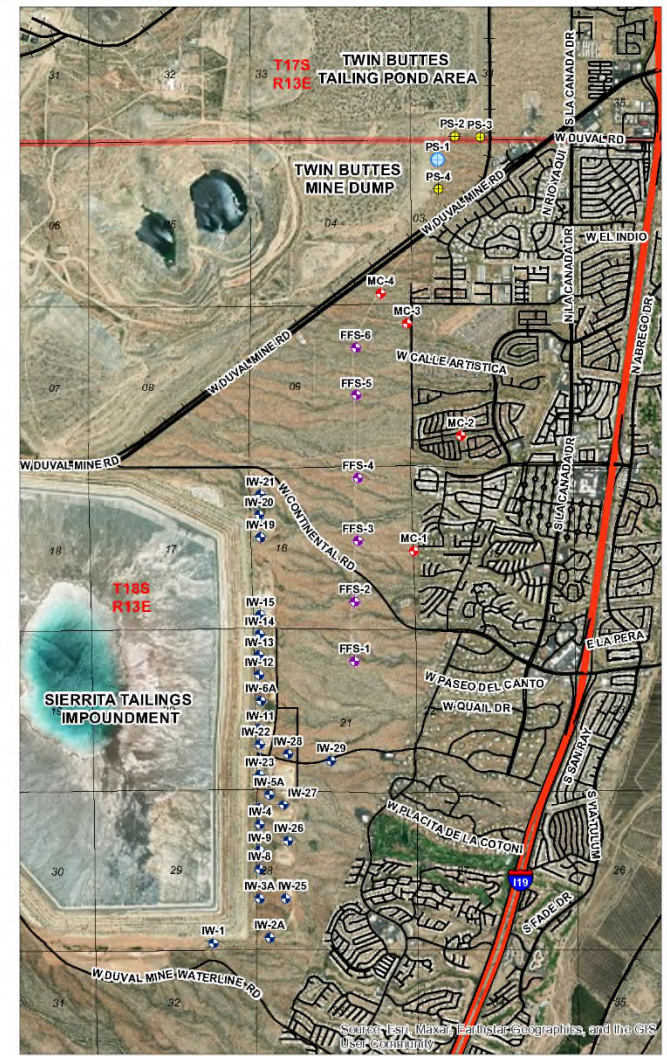 31
32
33
T17S
R13E
TWIN BUTTES
TAILING POND AREA
31
35
S LA CANADA DR
PS-2
PS-3
W DUVAL RD
PS-1
TWIN BUTTES
MINE DUMP
PS-4
N RIO YAQUI
06
05
04
03
W DUVAL MINE RD
W EL INDIO
N LA CANADA DR
MC-4
MC-3
N ABREGO DR
FFS-6
W CALLE ARTISTICA
W DUVAL MINE RD
07
08
09
FFS-5
MC-2
S LA CANADA DR
W DUVAL MINE RD
FFS-4
IW-21
IW-20
IW-19
W CONTINENTAL RD
18
17
16
FFS-3
MC-1
T18S
R13E
IW-15
FFS-2
IW-14
E LA PERA
IW-13
IW-12
FFS-1
W PASEO DEL CANTO
SIERRITA TAILINGS
IMPOUNDMENT
IW-6A
W QUAIL DR
IW-11
21
22
23
IW-22
IW-28
IW-29
S SAN RAY
IW-23
IW-5A
IW-27
S VIA TULUM
IW-4
W PLACITA DE LA COTONI
IW-9
IW-26
IW-8
30
29
28
26
I19
IW-3A
IW-25
S FADE DR
IW-1
IW-2A
W DUVAL MINE WATERLINE RD
31
32
35
Source: Esri, Maxar, Earthstar Geographics, and the GIS
User Community